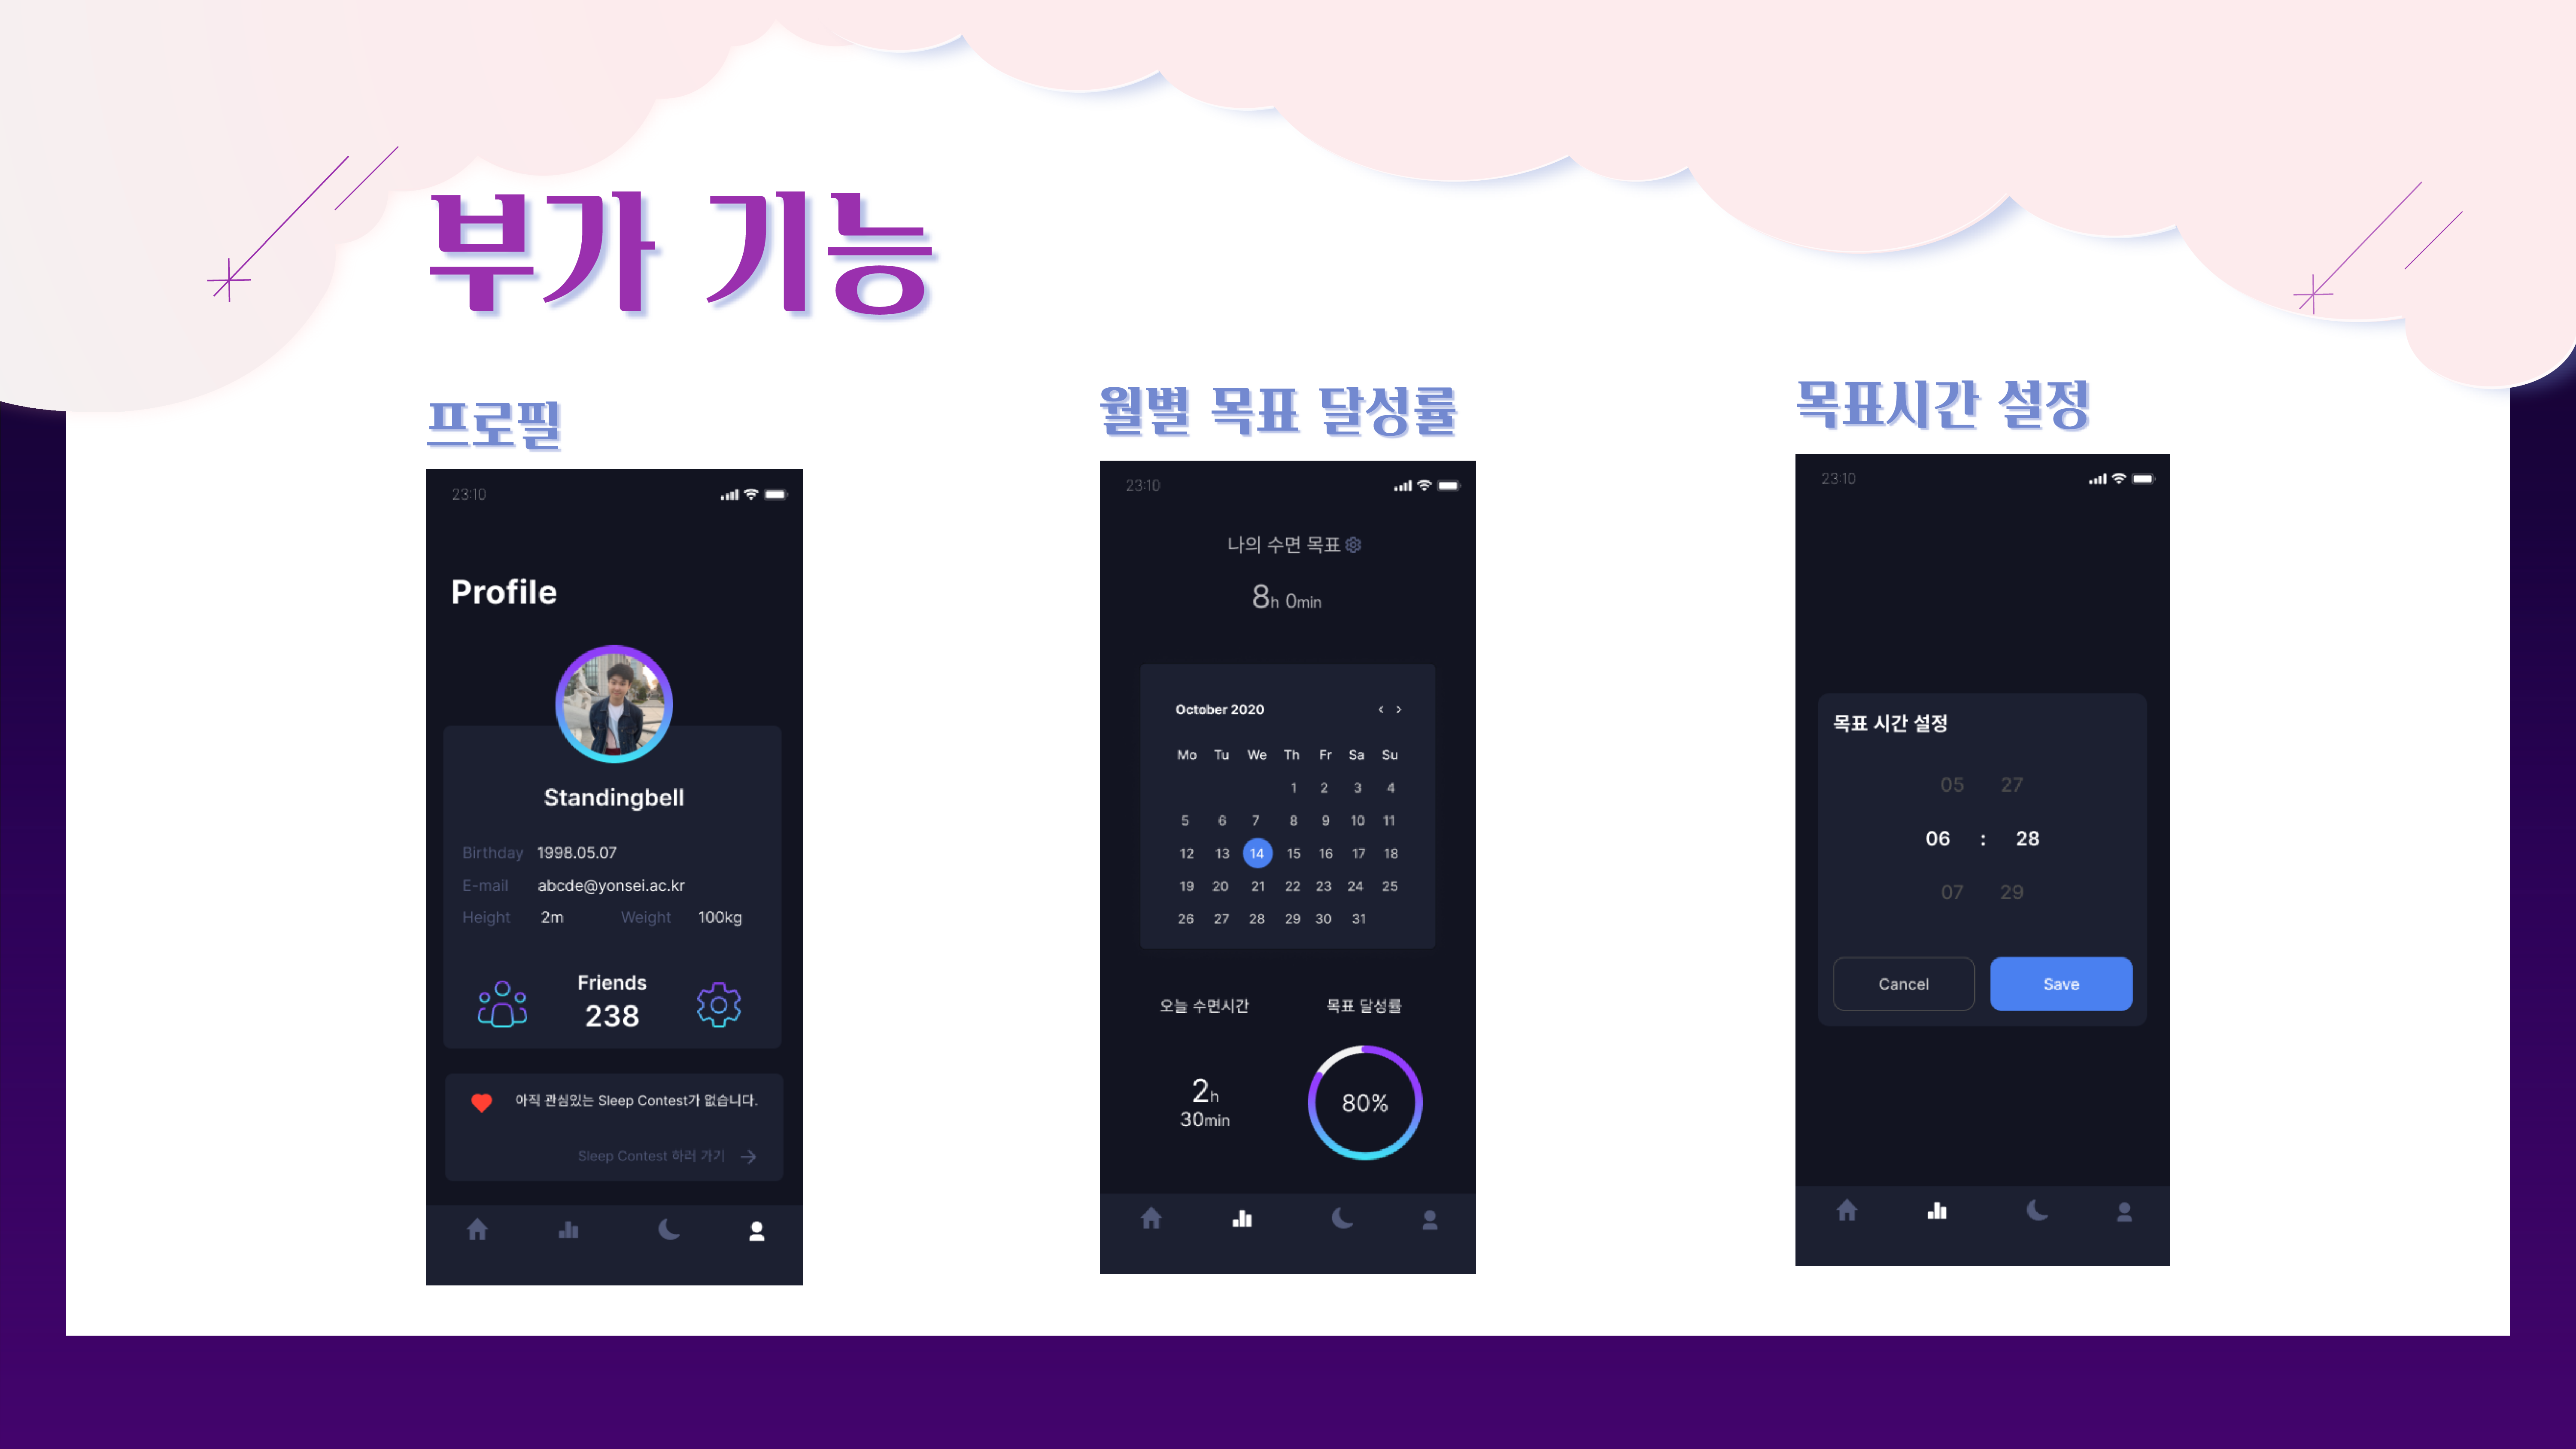 부가 기능
프로필
23:10
Profile
Standingbell
Birthday 1998.05.07
E-mail abcde@yonsei.ac.kr
Height 2m Weight 100kg
Friends
238
아직 관심있는 Sleep Contest가 없습니다.
Sleep Contest 하러 가기 →
월별 목표 달성률
23:10
나의 수면 목표
8h 0min
October 2020 < >
Mo Tu We Th Fr Sa Su
1 2 3 4
5 6 7 8 9 10 11
12 13 14 15 16 17 18
19 20 21 22 23 24 25
26 27 28 29 30 31
오늘 수면시간 목표 달성률
2h
30min
80%
목표시간 설정
23:10
목표 시간 설정
05 27
06 : 28
07 29
Cancel Save